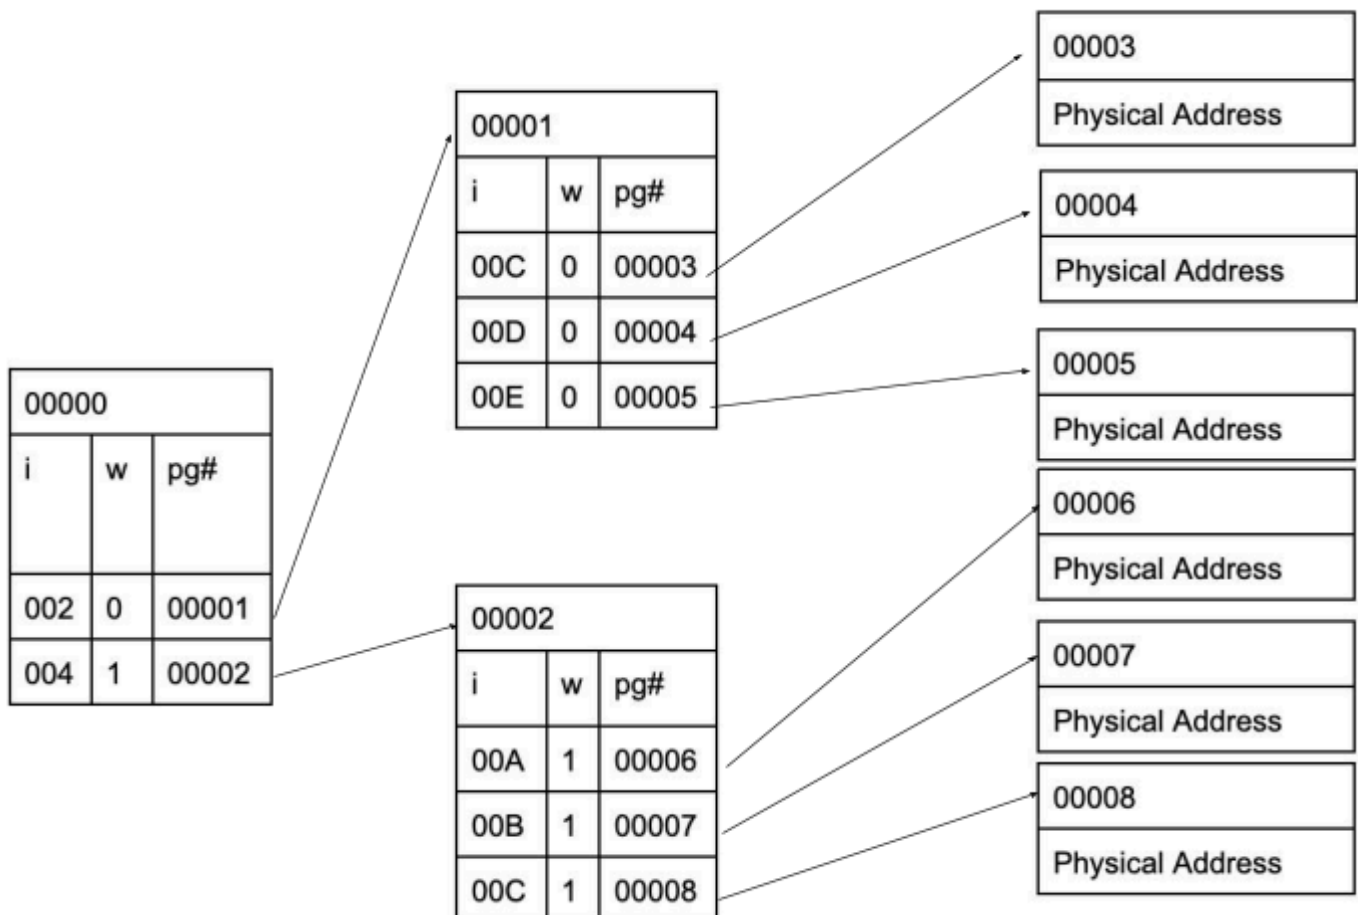 00000
i w pg#
002 0 00001
004 1 00002
00001
i w pg#
00C 0 00003
00D 0 00004
00E 0 00005
00002
i w pg#
00A 1 00006
00B 1 00007
00C 1 00008
00003
Physical Address
00004
Physical Address
00005
Physical Address
00006
Physical Address
00007
Physical Address
00008
Physical Address